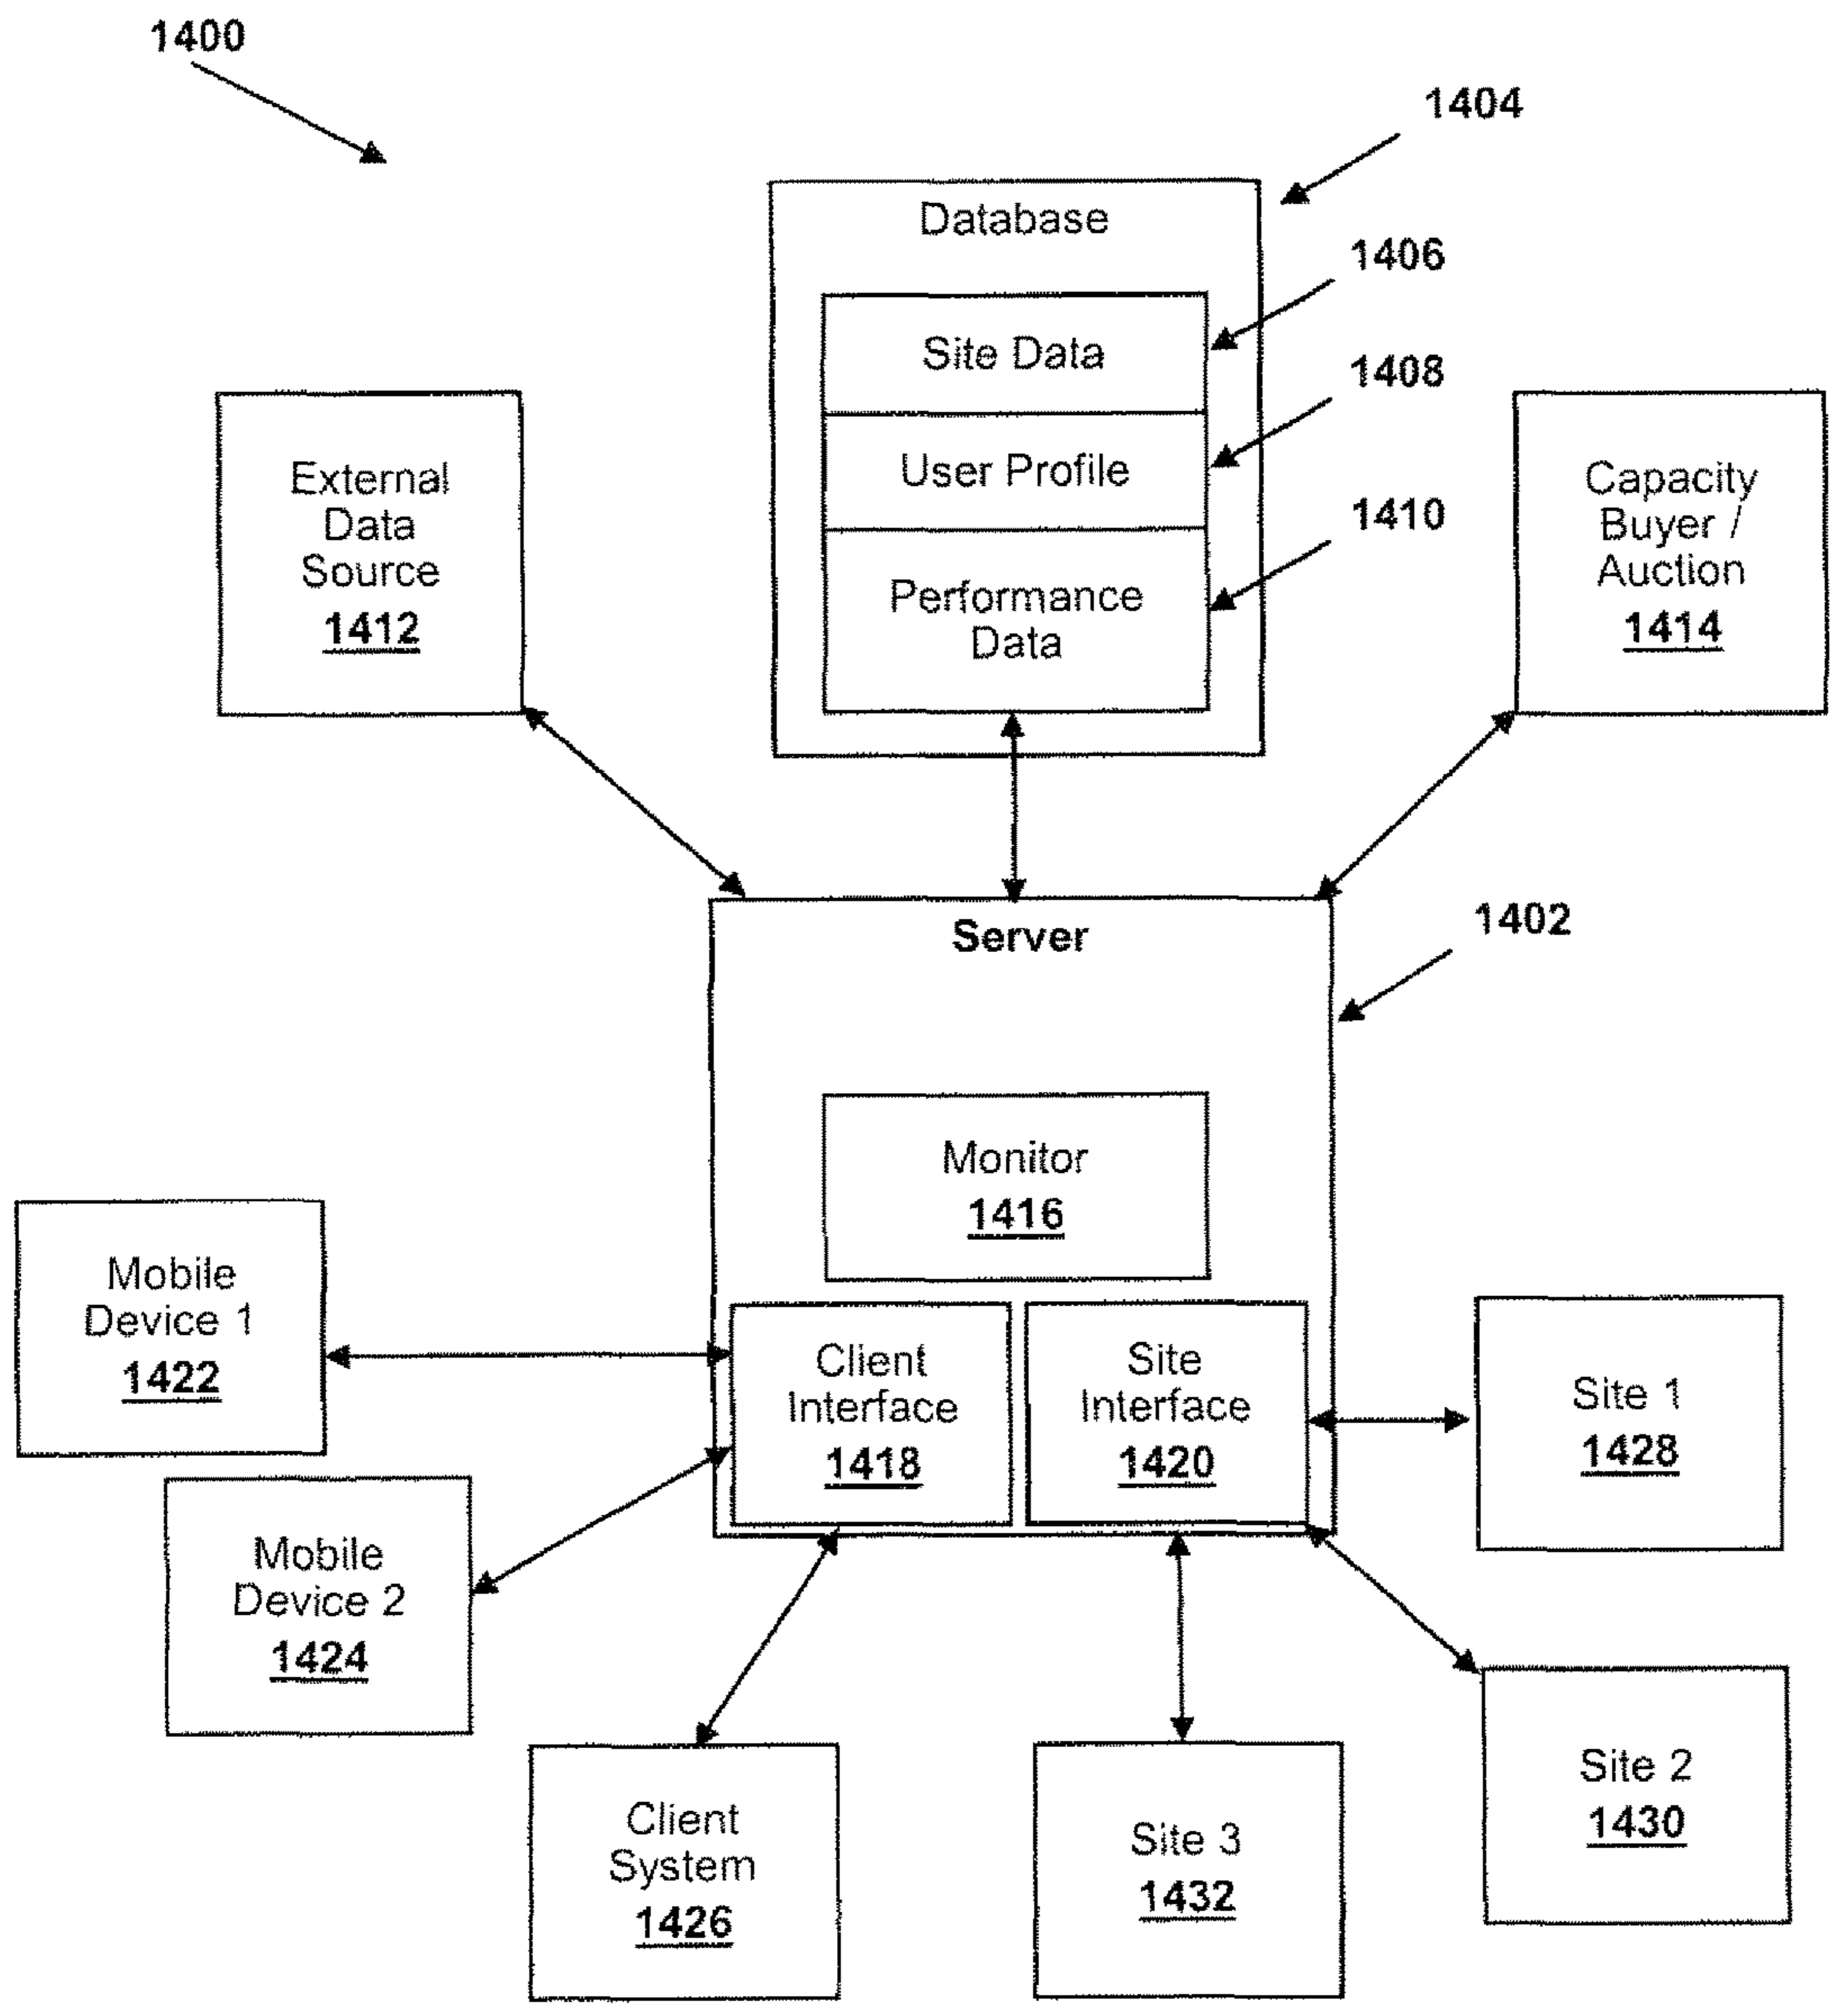 1400
1404
Database
1406
Site Data
1408
User Profile
1410
Performance
Data
External
Data
Source
1412
Capacity
Buyer /
Auction
1414
Server
1402
Monitor
1416
Mobile
Device 1
1422
Client
Interface
1418
Site
Interface
1420
Site 1
1428
Mobile
Device 2
1424
Client
System
1426
Site 3
1432
Site 2
1430